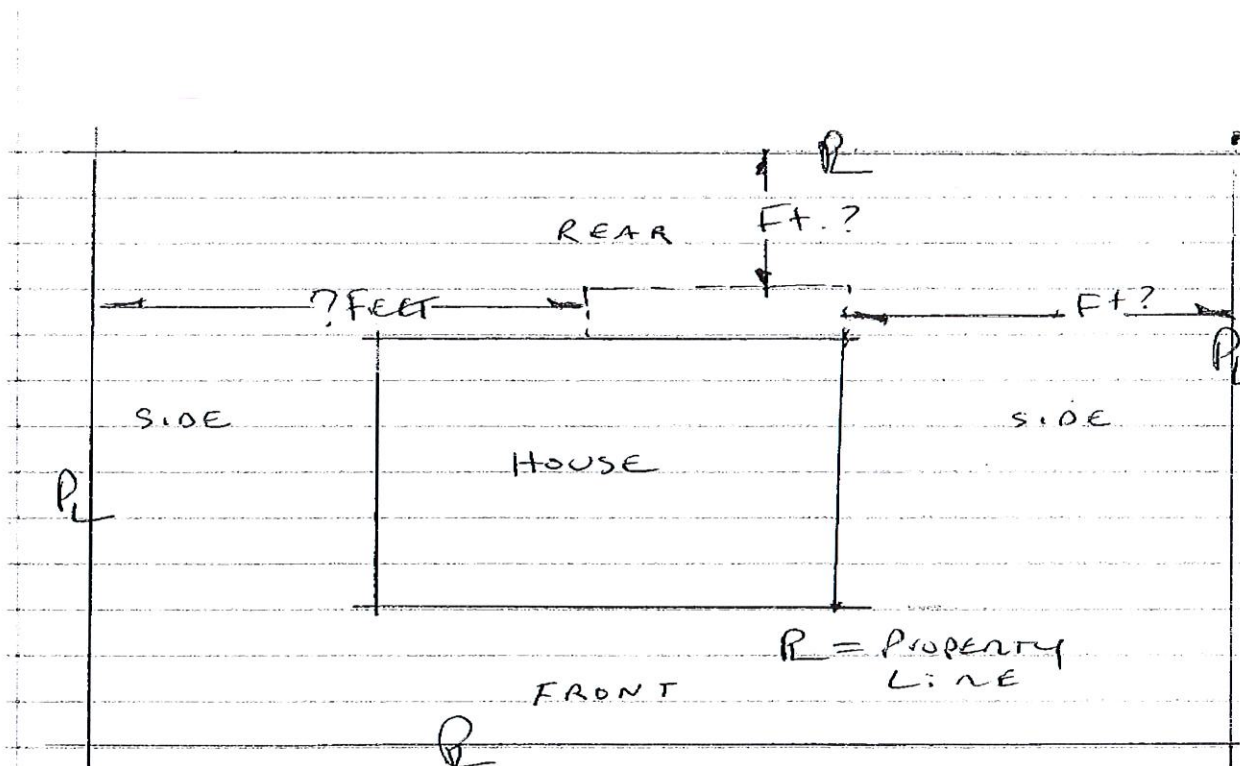 PL
REAR
Ft. ?
? FEET
Ft?
PL
SIDE
SIDE
HOUSE
PL
PL = PROPERTY
LINE
FRONT
PL